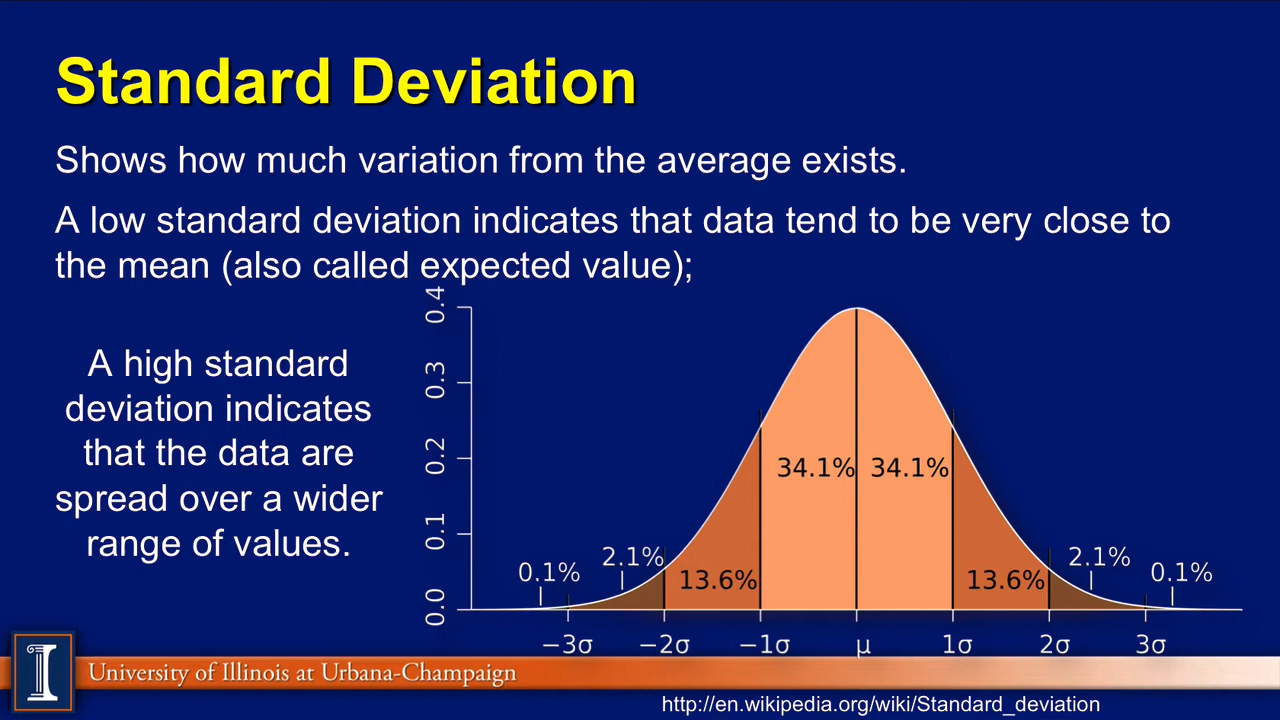 Standard Deviation
Shows how much variation from the average exists.
A low standard deviation indicates that data tend to be very close to
the mean (also called expected value);
A high standard
deviation indicates
that the data are
spread over a wider
range of values.
0.4
0.3
0.2
0.1
0.0
34.1% 34.1%
0.1% 2.1% 13.6% 13.6% 2.1% 0.1%
−3σ −2σ −1σ μ 1σ 2σ 3σ
I
University of Illinois at Urbana-Champaign
http://en.wikipedia.org/wiki/Standard_deviation